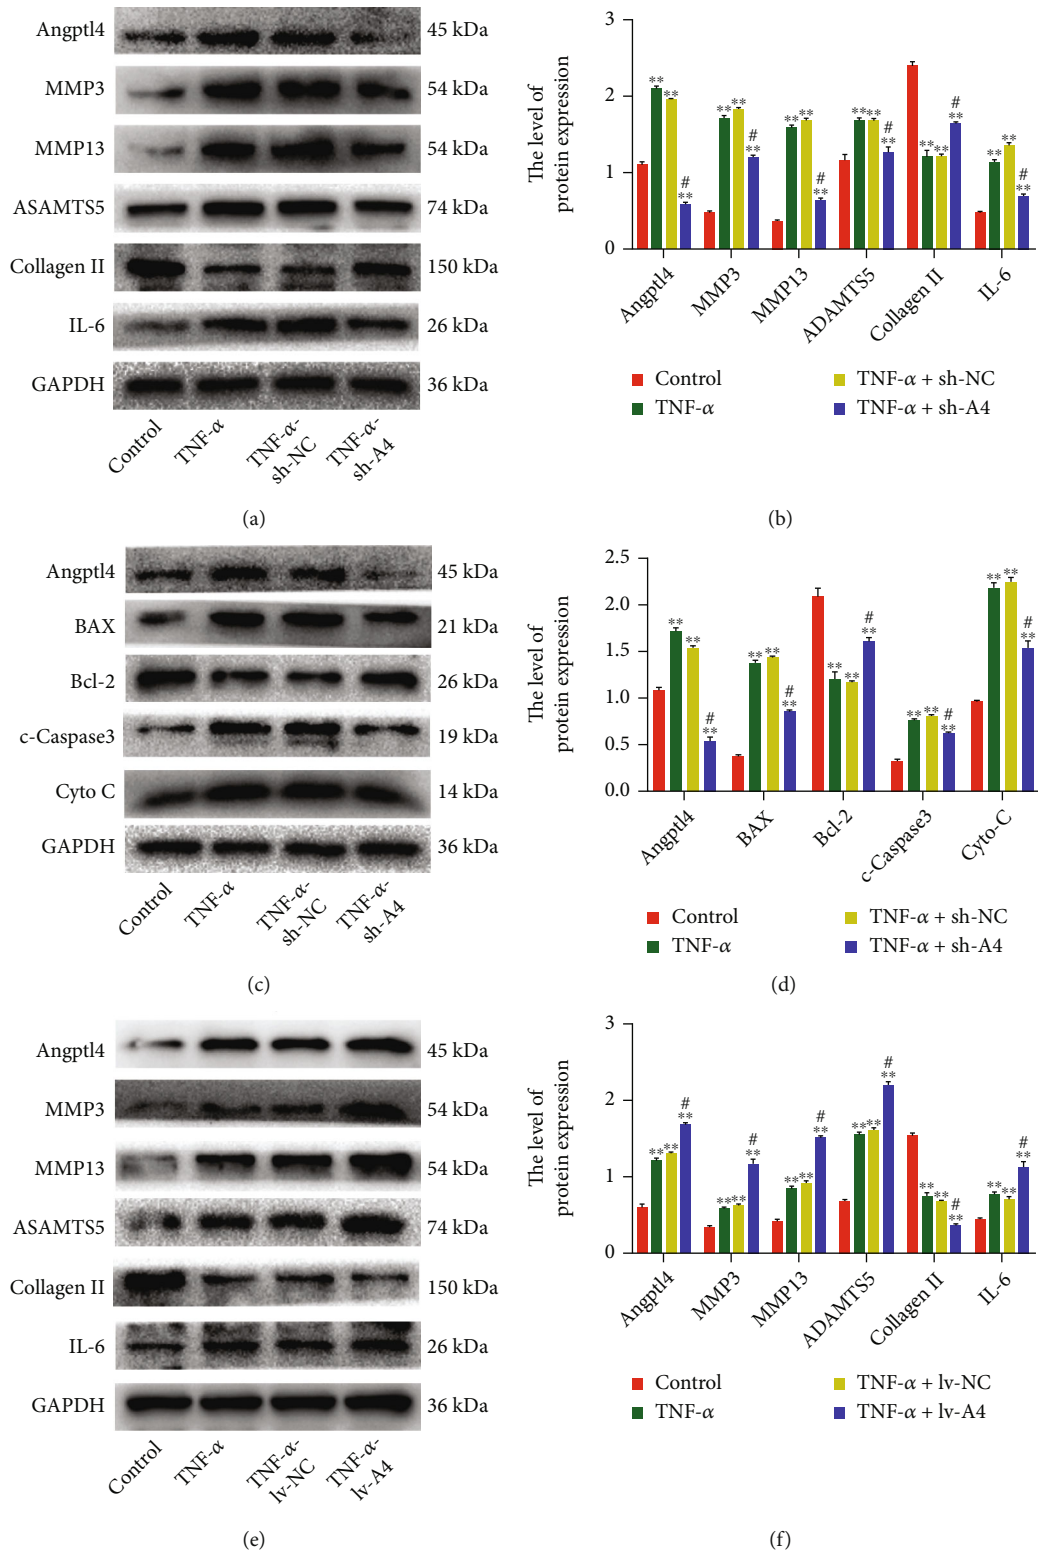 Angptl4 45 kDa
MMP3 54 kDa
MMP13 54 kDa
ASAMTS5 74 kDa
Collagen II 150 kDa
IL-6 26 kDa
GAPDH 36 kDa
Control
TNF-α
TNF-α-
sh-NC
TNF-α-
sh-A4
(a)
The level of
protein expression
3
2
1
0
** ** # **
** ** # **
** ** # **
** ** # **
** ** # **
** ** # **
Angptl4
MMP3
MMP13
ADAMTS5
Collagen II
IL-6
Control
TNF-α
TNF-α + sh-NC
TNF-α + sh-A4
(b)
Angptl4 45 kDa
BAX 21 kDa
Bcl-2 26 kDa
c-Caspase3 19 kDa
Cyto C 14 kDa
GAPDH 36 kDa
Control
TNF-α
TNF-α-
sh-NC
TNF-α-
sh-A4
(c)
The level of
protein expression
2.5
2.0
1.5
1.0
0.5
0.0
** ** # **
** ** # **
** ** # **
** ** # **
** ** # **
Angptl4
BAX
Bcl-2
c-Caspase3
Cyto-C
Control
TNF-α
TNF-α + sh-NC
TNF-α + sh-A4
(d)
Angptl4 45 kDa
MMP3 54 kDa
MMP13 54 kDa
ASAMTS5 74 kDa
Collagen II 150 kDa
IL-6 26 kDa
GAPDH 36 kDa
Control
TNF-α
TNF-α-
lv-NC
TNF-α-
lv-A4
(e)
The level of
protein expression
3
2
1
0
** ** # **
** ** # **
** ** # **
** ** # **
** ** # **
** ** # **
Angptl4
MMP3
MMP13
ADAMTS5
Collagen II
IL-6
Control
TNF-α
TNF-α + lv-NC
TNF-α + lv-A4
(f)